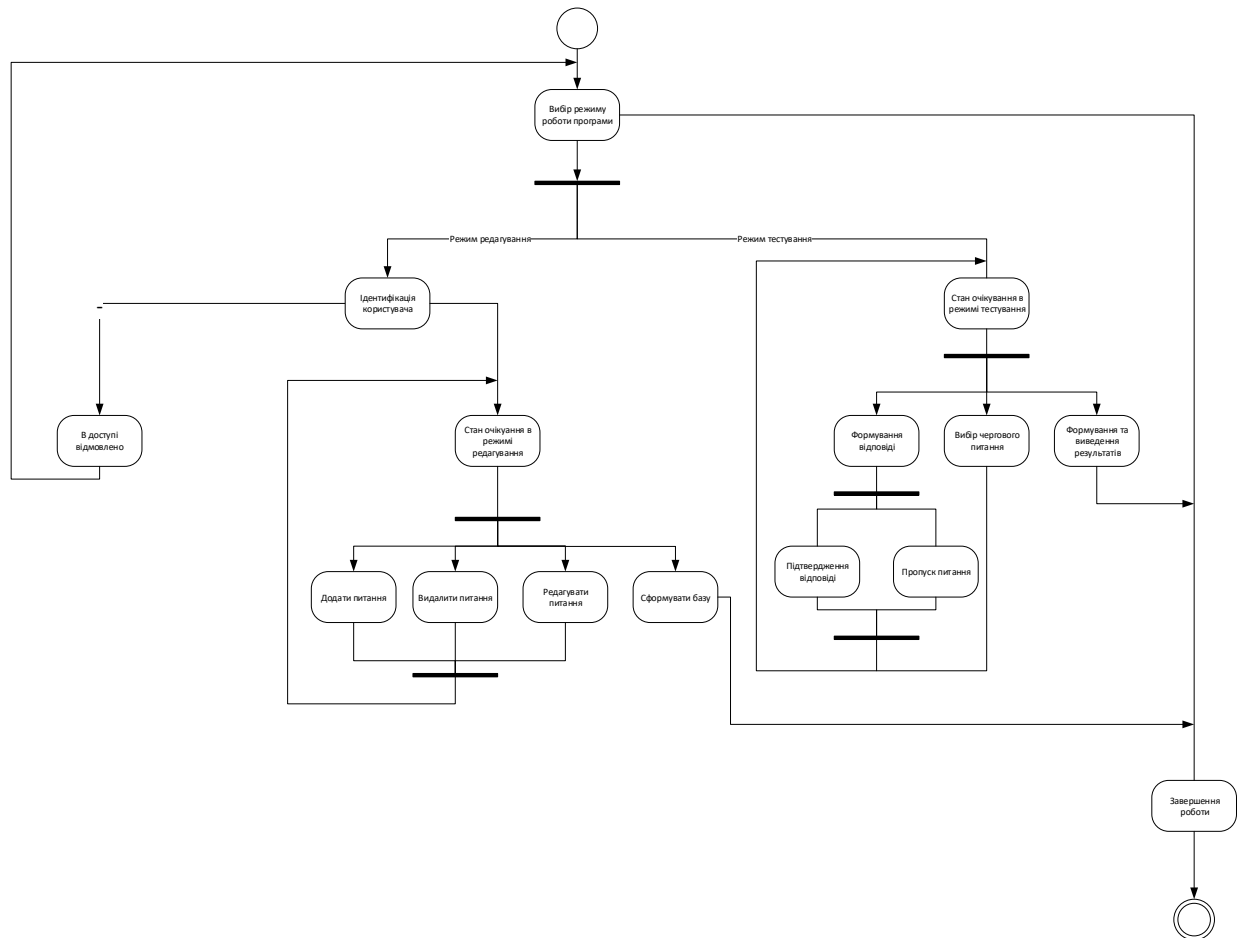 Вибір режиму
роботи програми
Режим редагування
Режим тестування
Ідентифікація
користувача
–
Стан очікування в
режимі тестування
В доступі
відмовлено
Стан очікуання в
режимі
редагування
Формування
відповіді
Вибір чергового
питання
Формування та
виведення
результатів
Підтвердження
відповіді
Пропуск питання
Додати питання
Видалити питання
Редагувати
питання
Сформувати базу
Завершення
роботи